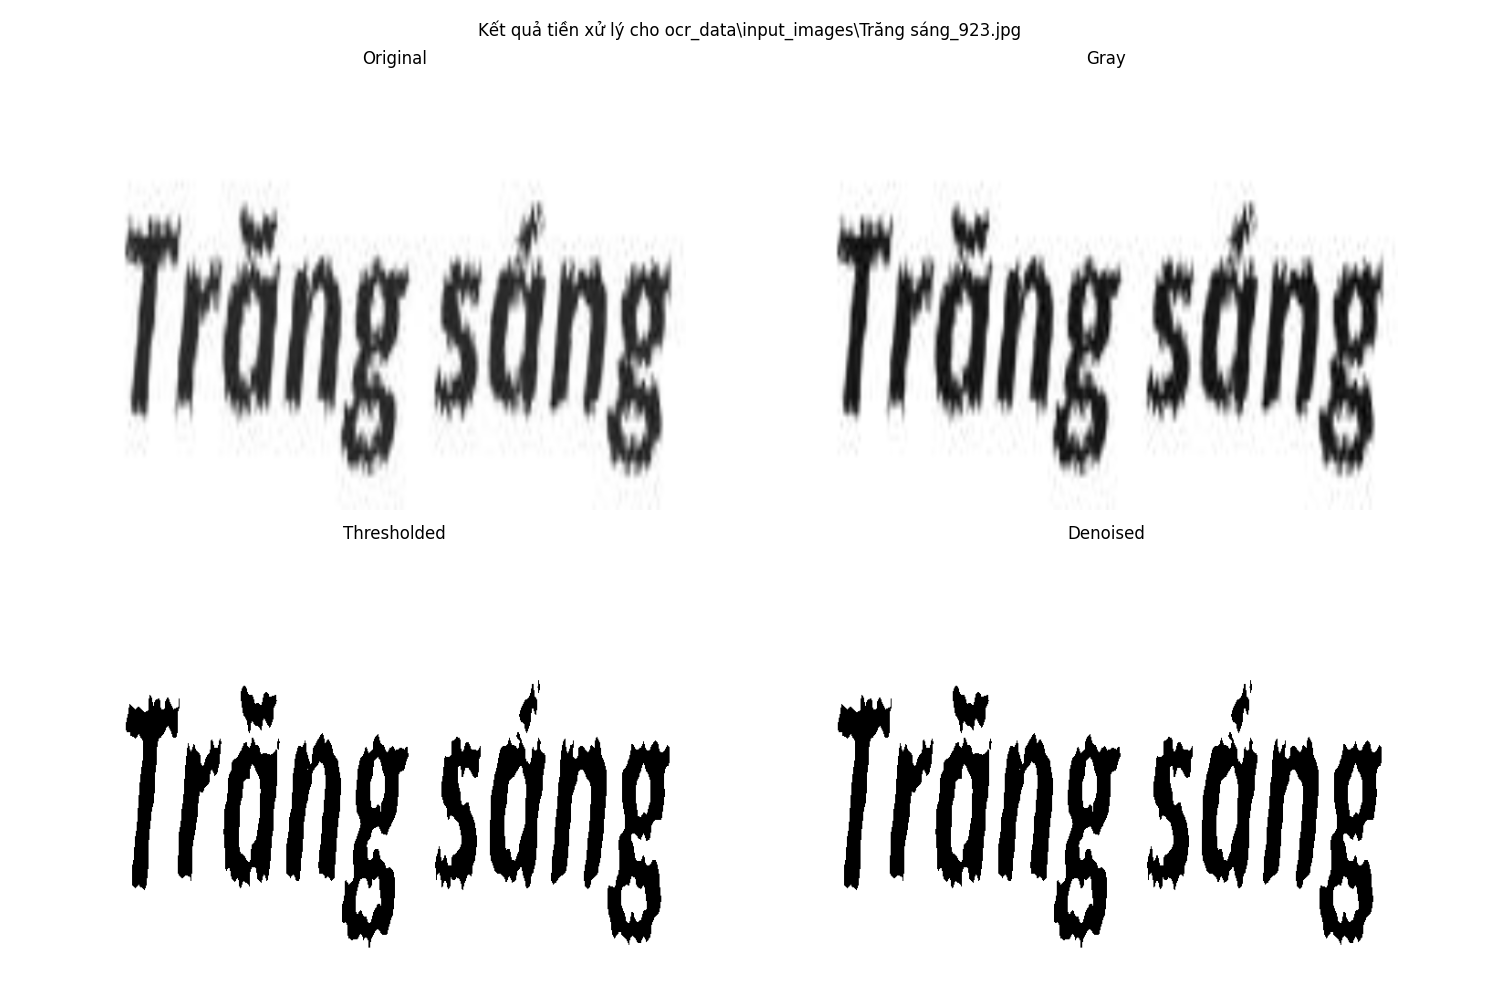 Kết quả tiền xử lý cho ocr_data\input_images\Trăng sáng_923.jpg
Original
Gray
Trăng sáng
Trăng sáng
Thresholded
Denoised
Trăng sáng
Trăng sáng